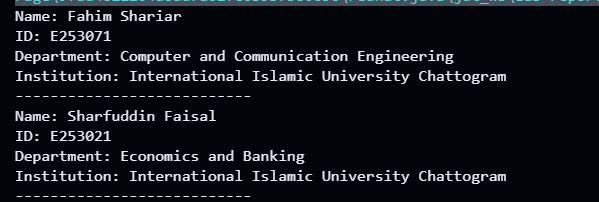 Name: Fahim Shariar
ID: E253071
Department: Computer and Communication Engineering
Institution: International Islamic University Chattogram
---------------------------
Name: Sharfuddin Faisal
ID: E253021
Department: Economics and Banking
Institution: International Islamic University Chattogram
---------------------------